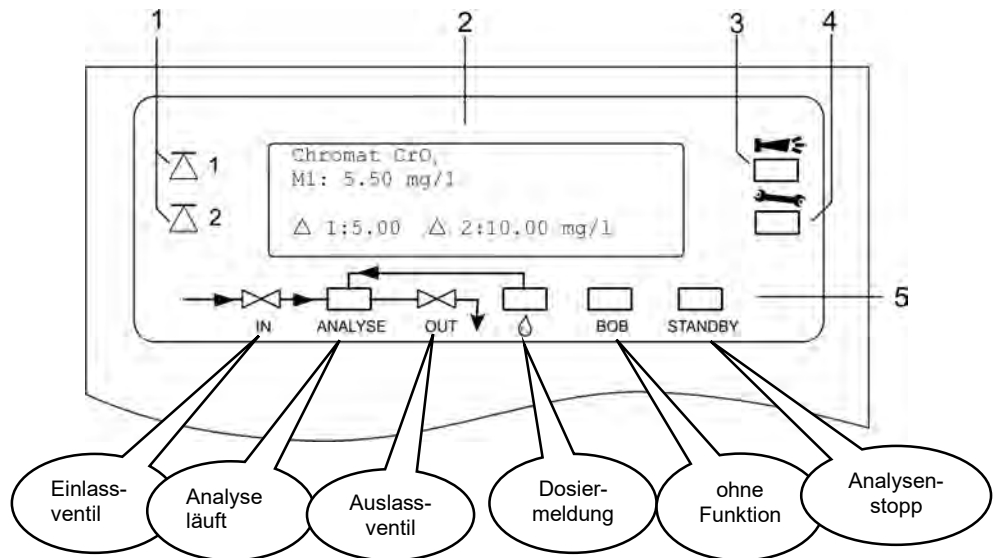 1
2
3
4
1
2
Chromat CrO₄
M1: 5.50 mg/l
△ 1:5.00 △ 2:10.00 mg/l
5
IN
ANALYSE
OUT
BOB
STANDBY
Einlass-
ventil
Analyse
läuft
Auslass-
ventil
Dosier-
meldung
ohne
Funktion
Analysen-
stopp